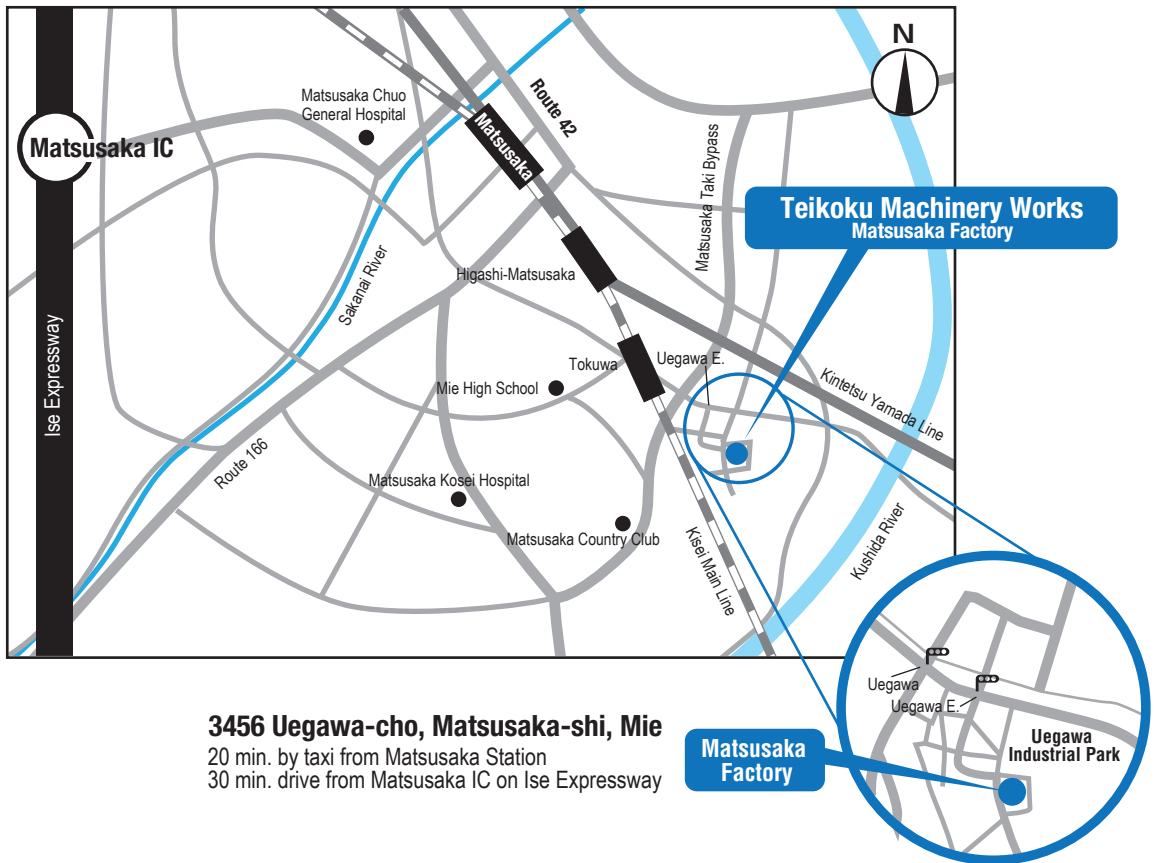 N
Matsusaka Chuo
General Hospital
Route 42
Matsusaka IC
Matsusaka
Matsusaka Taki Bypass
Teikoku Machinery Works
Matsusaka Factory
Sakanai River
Higashi-Matsusaka
Ise Expressway
Tokuwa
Uegawa E.
Mie High School
Kintetsu Yamada Line
Route 166
Matsusaka Kosei Hospital
Matsusaka Country Club
Kisei Main Line
Kushida River
Uegawa
Uegawa E.
Uegawa
Industrial Park
Matsusaka
Factory
3456 Uegawa-cho, Matsusaka-shi, Mie
20 min. by taxi from Matsusaka Station
30 min. drive from Matsusaka IC on Ise Expressway